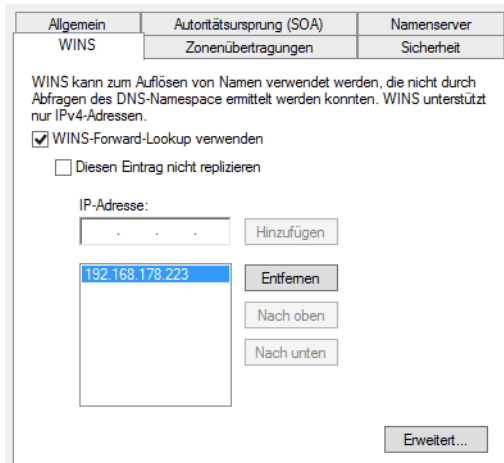 Allgemein Autoritätsursprung (SOA) Namenserver
WINS Zonenübertragungen Sicherheit
WINS kann zum Auflösen von Namen verwendet werden, die nicht durch
Abfragen des DNS-Namespace ermittelt werden konnten. WINS unterstützt
nur IPv4-Adressen.
WINS-Forward-Lookup verwenden
Diesen Eintrag nicht replizieren
IP-Adresse:
. . . Hinzufügen
192.168.178.223 Entfernen
Nach oben
Nach unten
Erweitert...